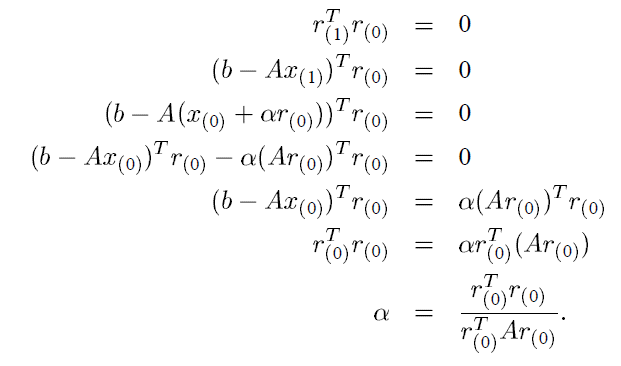 r_{(1)}^T r_{(0)} = 0
(b − Ax_{(1)})^T r_{(0)} = 0
(b − A(x_{(0)} + αr_{(0)}))^T r_{(0)} = 0
(b − Ax_{(0)})^T r_{(0)} − α(Ar_{(0)})^T r_{(0)} = 0
(b − Ax_{(0)})^T r_{(0)} = α(Ar_{(0)})^T r_{(0)}
r_{(0)}^T r_{(0)} = αr_{(0)}^T (Ar_{(0)})
α = \frac{r_{(0)}^T r_{(0)}}{r_{(0)}^T Ar_{(0)}}.